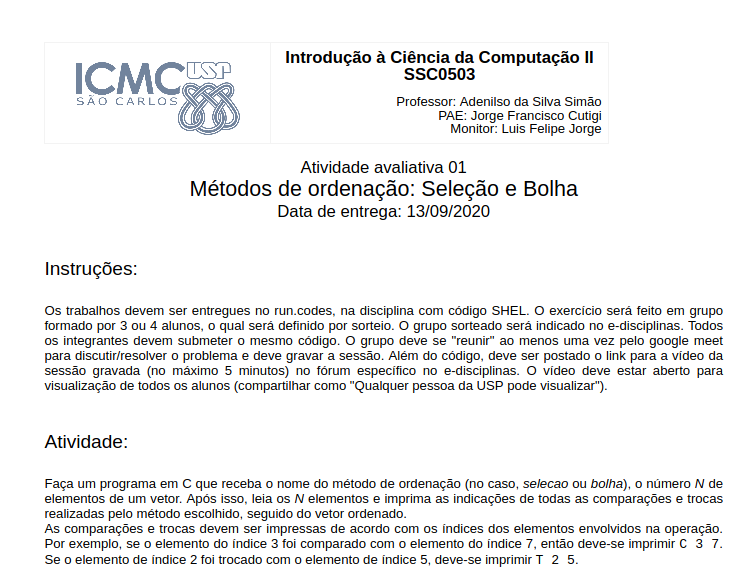 ICMC USP
SÃO CARLOS
Introdução à Ciência da Computação II
SSC0503
Professor: Adenilso da Silva Simão
PAE: Jorge Francisco Cutigi
Monitor: Luis Felipe Jorge
Atividade avaliativa 01
Métodos de ordenação: Seleção e Bolha
Data de entrega: 13/09/2020
Instruções:
Os trabalhos devem ser entregues no run.codes, na disciplina com código SHEL. O exercício será feito em grupo
formado por 3 ou 4 alunos, o qual será definido por sorteio. O grupo sorteado será indicado no e-disciplinas. Todos
os integrantes devem submeter o mesmo código. O grupo deve se "reunir" ao menos uma vez pelo google meet
para discutir/resolver o problema e deve gravar a sessão. Além do código, deve ser postado o link para a vídeo da
sessão gravada (no máximo 5 minutos) no fórum específico no e-disciplinas. O vídeo deve estar aberto para
visualização de todos os alunos (compartilhar como "Qualquer pessoa da USP pode visualizar").
Atividade:
Faça um programa em C que receba o nome do método de ordenação (no caso, selecao ou bolha), o número N de
elementos de um vetor. Após isso, leia os N elementos e imprima as indicações de todas as comparações e trocas
realizadas pelo método escolhido, seguido do vetor ordenado.
As comparações e trocas devem ser impressas de acordo com os índices dos elementos envolvidos na operação.
Por exemplo, se o elemento do índice 3 foi comparado com o elemento do índice 7, então deve-se imprimir C 3 7.
Se o elemento de índice 2 foi trocado com o elemento de índice 5, deve-se imprimir T 2 5.